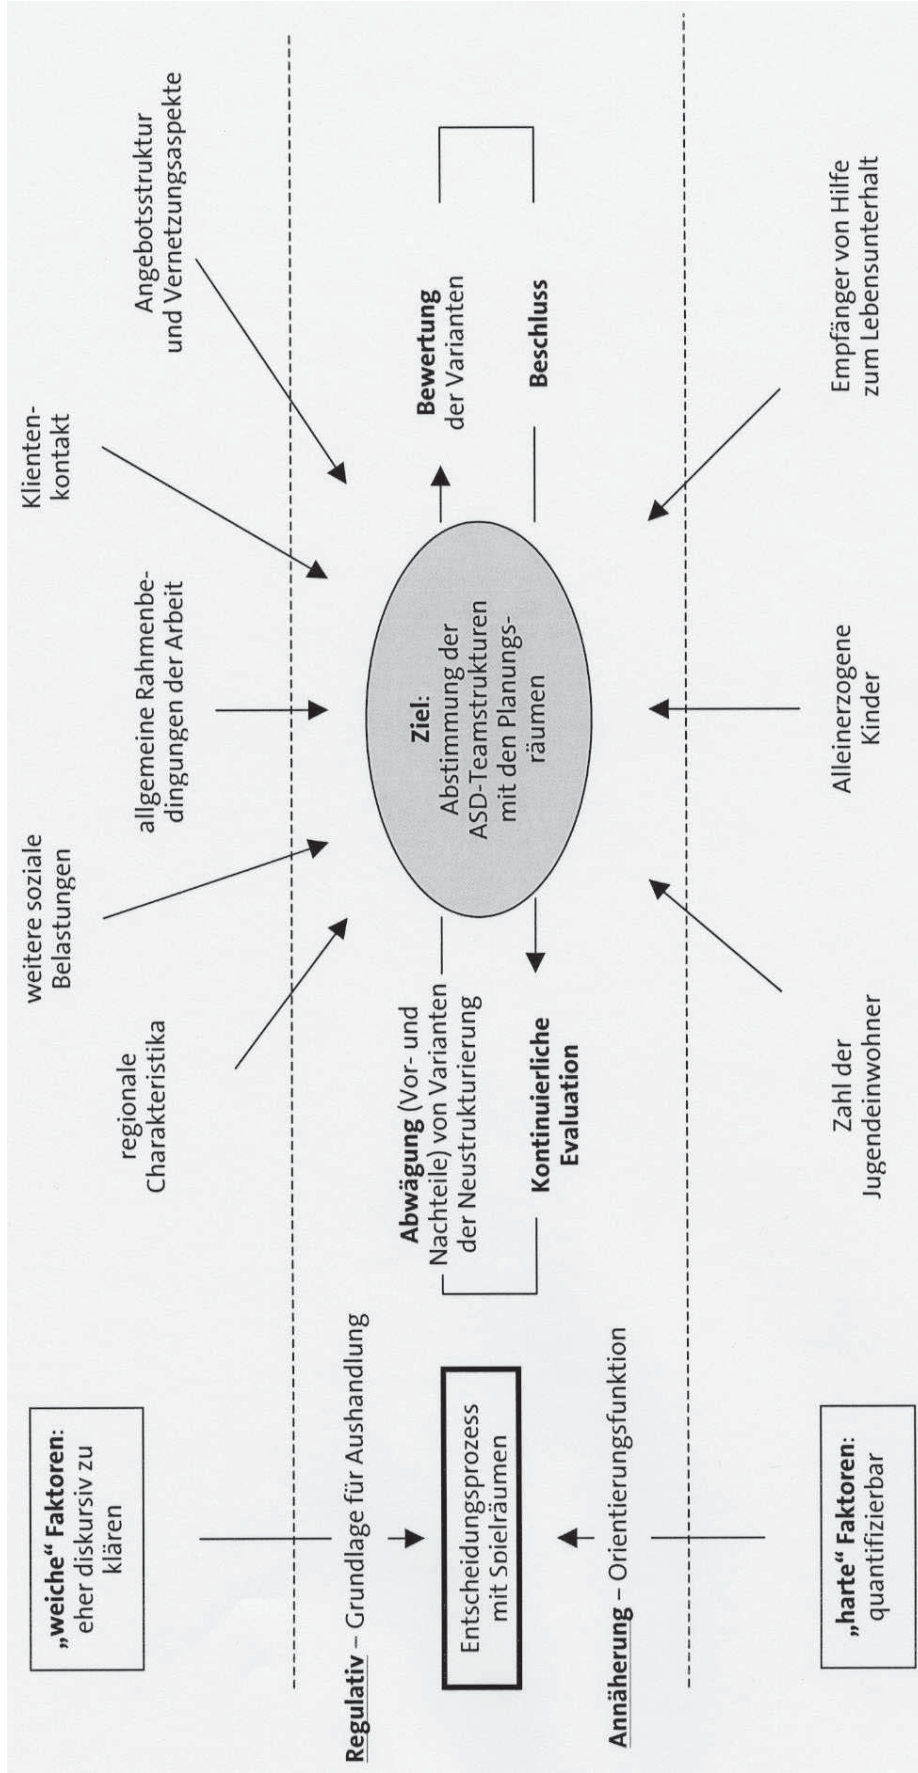 „weiche“ Faktoren:
eher diskursiv zu
klären
regionale
Charakteristika
weitere soziale
Belastungen
allgemeine Rahmenbe-
dingungen der Arbeit
Klienten-
kontakt
Angebotsstruktur
und Vernetzungsaspekte
Regulativ – Grundlage für Aushandlung
Entscheidungsprozess
mit Spielräumen
Annäherung – Orientierungsfunktion
Abwägung (Vor- und
Nachteile) von Varianten
der Neustrukturierung
Kontinuierliche
Evaluation
Ziel:
Abstimmung der
ASD-Teamstrukturen
mit den Planungs-
räumen
Bewertung
der Varianten
Beschluss
„harte“ Faktoren:
quantifizierbar
Zahl der
Jugendeinwohner
Alleinerzogene
Kinder
Empfänger von Hilfe
zum Lebensunterhalt